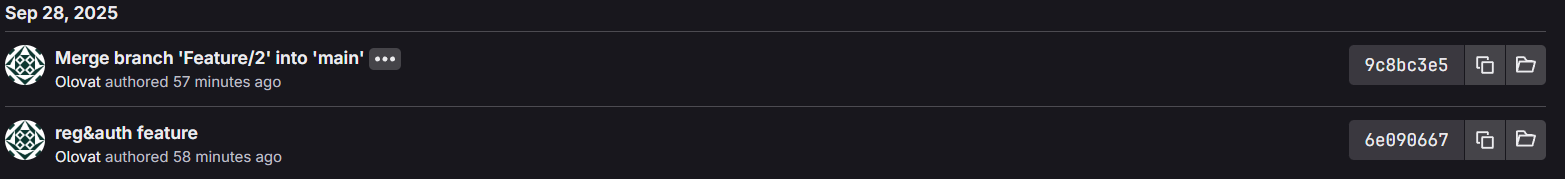 Sep 28, 2025
Merge branch 'Feature/2' into 'main' •••
Olovat authored 57 minutes ago
9c8bc3e5
reg&auth feature
Olovat authored 58 minutes ago
6e090667